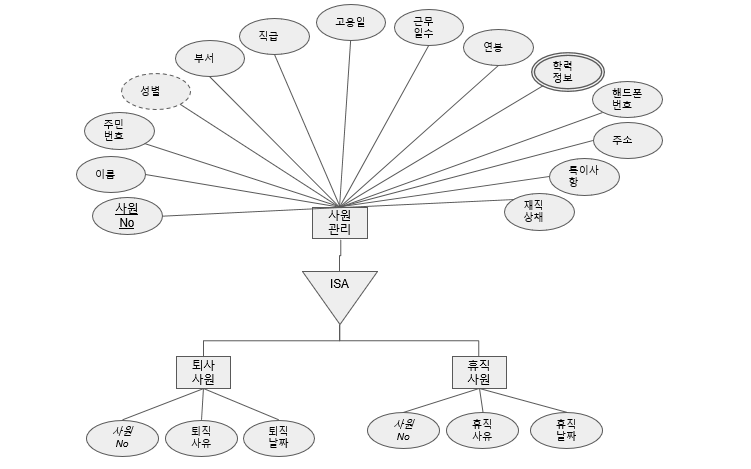 고용일
근무
일수
직급
연봉
부서
학력
정보
성별
핸드폰
번호
주민
번호
주소
이름
특이사
항
사원
No
재직
상채
사원
관리
ISA
퇴사
사원
휴직
사원
사원
No
퇴직
사유
퇴직
날짜
사원
No
휴직
사유
휴직
날짜